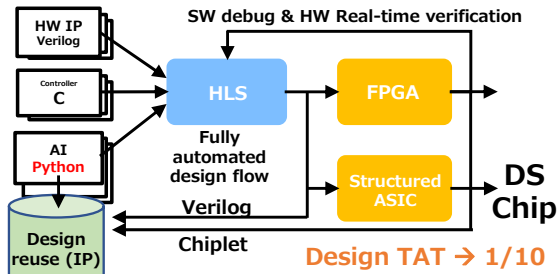 SW debug & HW Real-time verification
HW IP
Verilog
Controller
C
AI
Python
HLS
Fully
automated
design flow
FPGA
Structured
ASIC
DS
Chip
Verilog
Chiplet
Design
reuse (IP)
Design TAT → 1/10